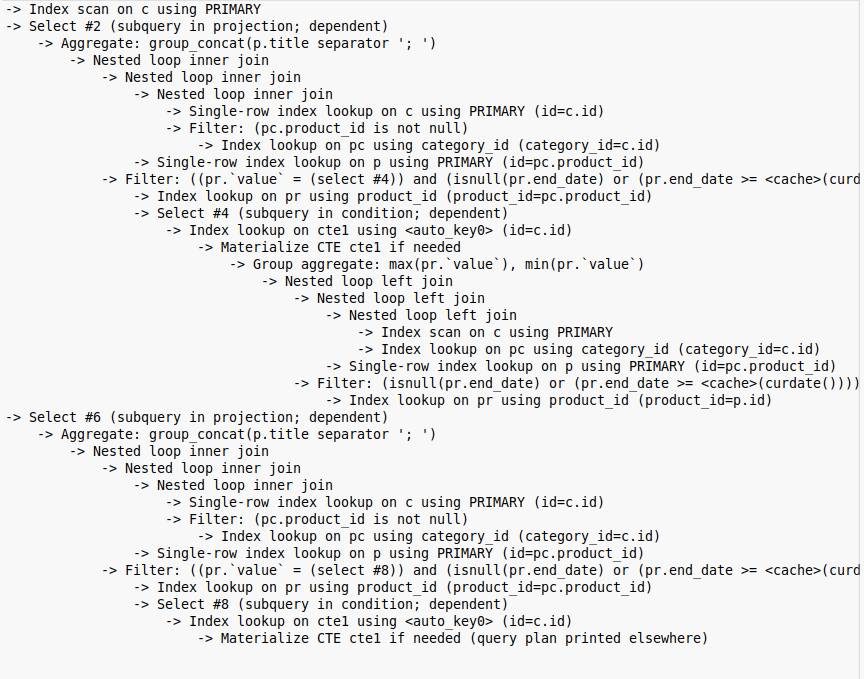 -> Index scan on c using PRIMARY
-> Select #2 (subquery in projection; dependent)
    -> Aggregate: group_concat(p.title separator '; ')
        -> Nested loop inner join
            -> Nested loop inner join
                -> Nested loop inner join
                    -> Single-row index lookup on c using PRIMARY (id=c.id)
                    -> Filter: (pc.product_id is not null)
                        -> Index lookup on pc using category_id (category_id=c.id)
                -> Single-row index lookup on p using PRIMARY (id=pc.product_id)
            -> Filter: ((pr.`value` = (select #4)) and (isnull(pr.end_date) or (pr.end_date >= <cache>(curd
                -> Index lookup on pr using product_id (product_id=pc.product_id)
                -> Select #4 (subquery in condition; dependent)
                    -> Index lookup on cte1 using <auto_key0> (id=c.id)
                        -> Materialize CTE cte1 if needed
                            -> Group aggregate: max(pr.`value`), min(pr.`value`)
                                -> Nested loop left join
                                    -> Nested loop left join
                                        -> Nested loop left join
                                            -> Index scan on c using PRIMARY
                                            -> Index lookup on pc using category_id (category_id=c.id)
                                        -> Single-row index lookup on p using PRIMARY (id=pc.product_id)
                                    -> Filter: (isnull(pr.end_date) or (pr.end_date >= <cache>(curdate())))
                                        -> Index lookup on pr using product_id (product_id=p.id)
-> Select #6 (subquery in projection; dependent)
    -> Aggregate: group_concat(p.title separator '; ')
        -> Nested loop inner join
            -> Nested loop inner join
                -> Nested loop inner join
                    -> Single-row index lookup on c using PRIMARY (id=c.id)
                    -> Filter: (pc.product_id is not null)
                        -> Index lookup on pc using category_id (category_id=c.id)
                -> Single-row index lookup on p using PRIMARY (id=pc.product_id)
            -> Filter: ((pr.`value` = (select #8)) and (isnull(pr.end_date) or (pr.end_date >= <cache>(curd
                -> Index lookup on pr using product_id (product_id=pc.product_id)
                -> Select #8 (subquery in condition; dependent)
                    -> Index lookup on cte1 using <auto_key0> (id=c.id)
                        -> Materialize CTE cte1 if needed (query plan printed elsewhere)